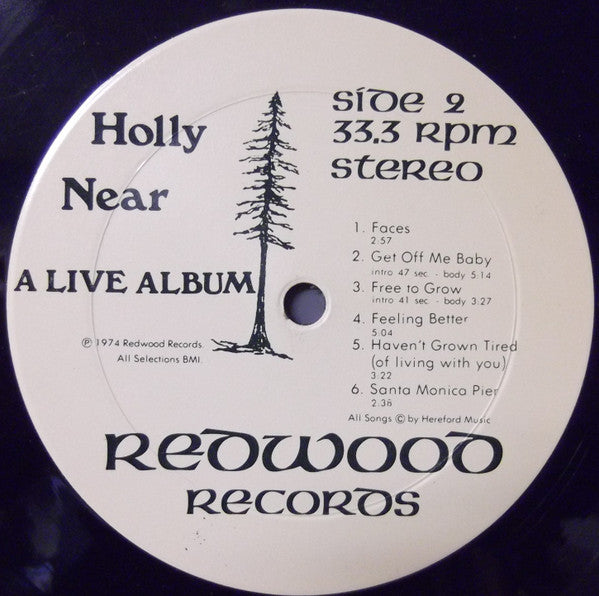 Holly
Near
A LIVE ALBUM
℗ 1974 Redwood Records.
All Selections BMI.
Side 2
33.3 rpm
stereo
1. Faces
2.57
2. Get Off Me Baby
intro 47 sec. - body 5:14
3. Free to Grow
intro 41 sec. - body 3.27
4. Feeling Better
5:04
5. Haven't Grown Tired
(of living with you)
3.22
6. Santa Monica Pier
2.36
All Songs © by Hereford Music
Redwood
Records